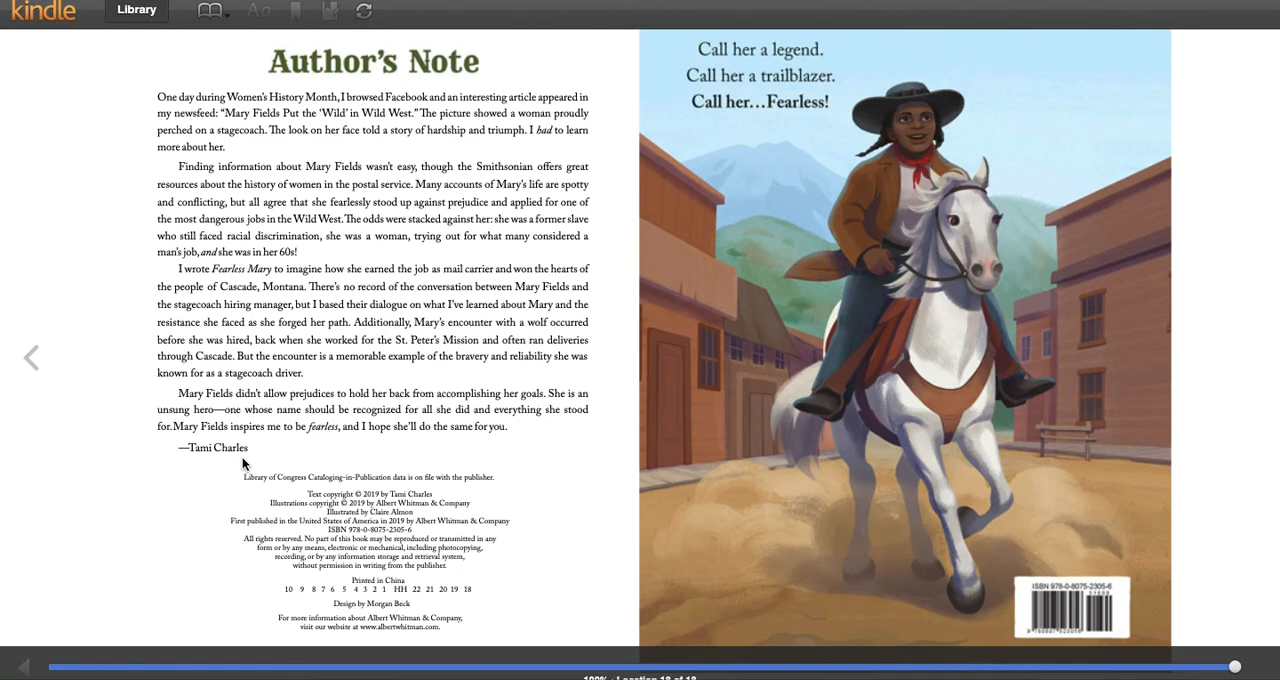 kindle
Library
Aa
Author's Note
One day during Women's History Month, I browsed Facebook and an interesting article appeared in
my newsfeed: “Mary Fields Put the ‘Wild’ in Wild West.” The picture showed a woman proudly
perched on a stagecoach. The look on her face told a story of hardship and triumph. I had to learn
more about her.
Finding information about Mary Fields wasn't easy, though the Smithsonian offers great
resources about the history of women in the postal service. Many accounts of Mary's life are spotty
and conflicting, but all agree that she fearlessly stood up against prejudice and applied for one of
the most dangerous jobs in the Wild West. The odds were stacked against her: she was a former slave
who still faced racial discrimination, she was a woman, trying out for what many considered a
man's job, and she was in her 60s!
I wrote Fearless Mary to imagine how she earned the job as mail carrier and won the hearts of
the people of Cascade, Montana. There's no record of the conversation between Mary Fields and
the stagecoach hiring manager, but I based their dialogue on what I've learned about Mary and the
resistance she faced as she forged her path. Additionally, Mary's encounter with a wolf occurred
before she was hired, back when she worked for the St. Peter's Mission and often ran deliveries
through Cascade. But the encounter is a memorable example of the bravery and reliability she was
known for as a stagecoach driver.
Mary Fields didn't allow prejudices to hold her back from accomplishing her goals. She is an
unsung hero—one whose name should be recognized for all she did and everything she stood
for. Mary Fields inspires me to be fearless, and I hope she'll do the same for you.
—Tami Charles
Library of Congress Cataloging-in-Publication data is on file with the publisher.
Text copyright © 2019 by Tami Charles
Illustrations copyright © 2019 by Albert Whitman & Company
Illustrated by Claire Almon
First published in the United States of America in 2019 by Albert Whitman & Company
ISBN 978-0-8075-2305-6
All rights reserved. No part of this book may be reproduced or transmitted in any
form or by any means, electronic or mechanical, including photocopying,
recording, or by any information storage and retrieval system,
without permission in writing from the publisher.
Printed in China
10 9 8 7 6 5 4 3 2 1 HH 22 21 20 19 18
Design by Morgan Beck
For more information about Albert Whitman & Company,
visit our website at www.albertwhitman.com.
Call her a legend.
Call her a trailblazer.
Call her…Fearless!
ISBN 978-0-8075-2305-6
100% · Location 18 of 18